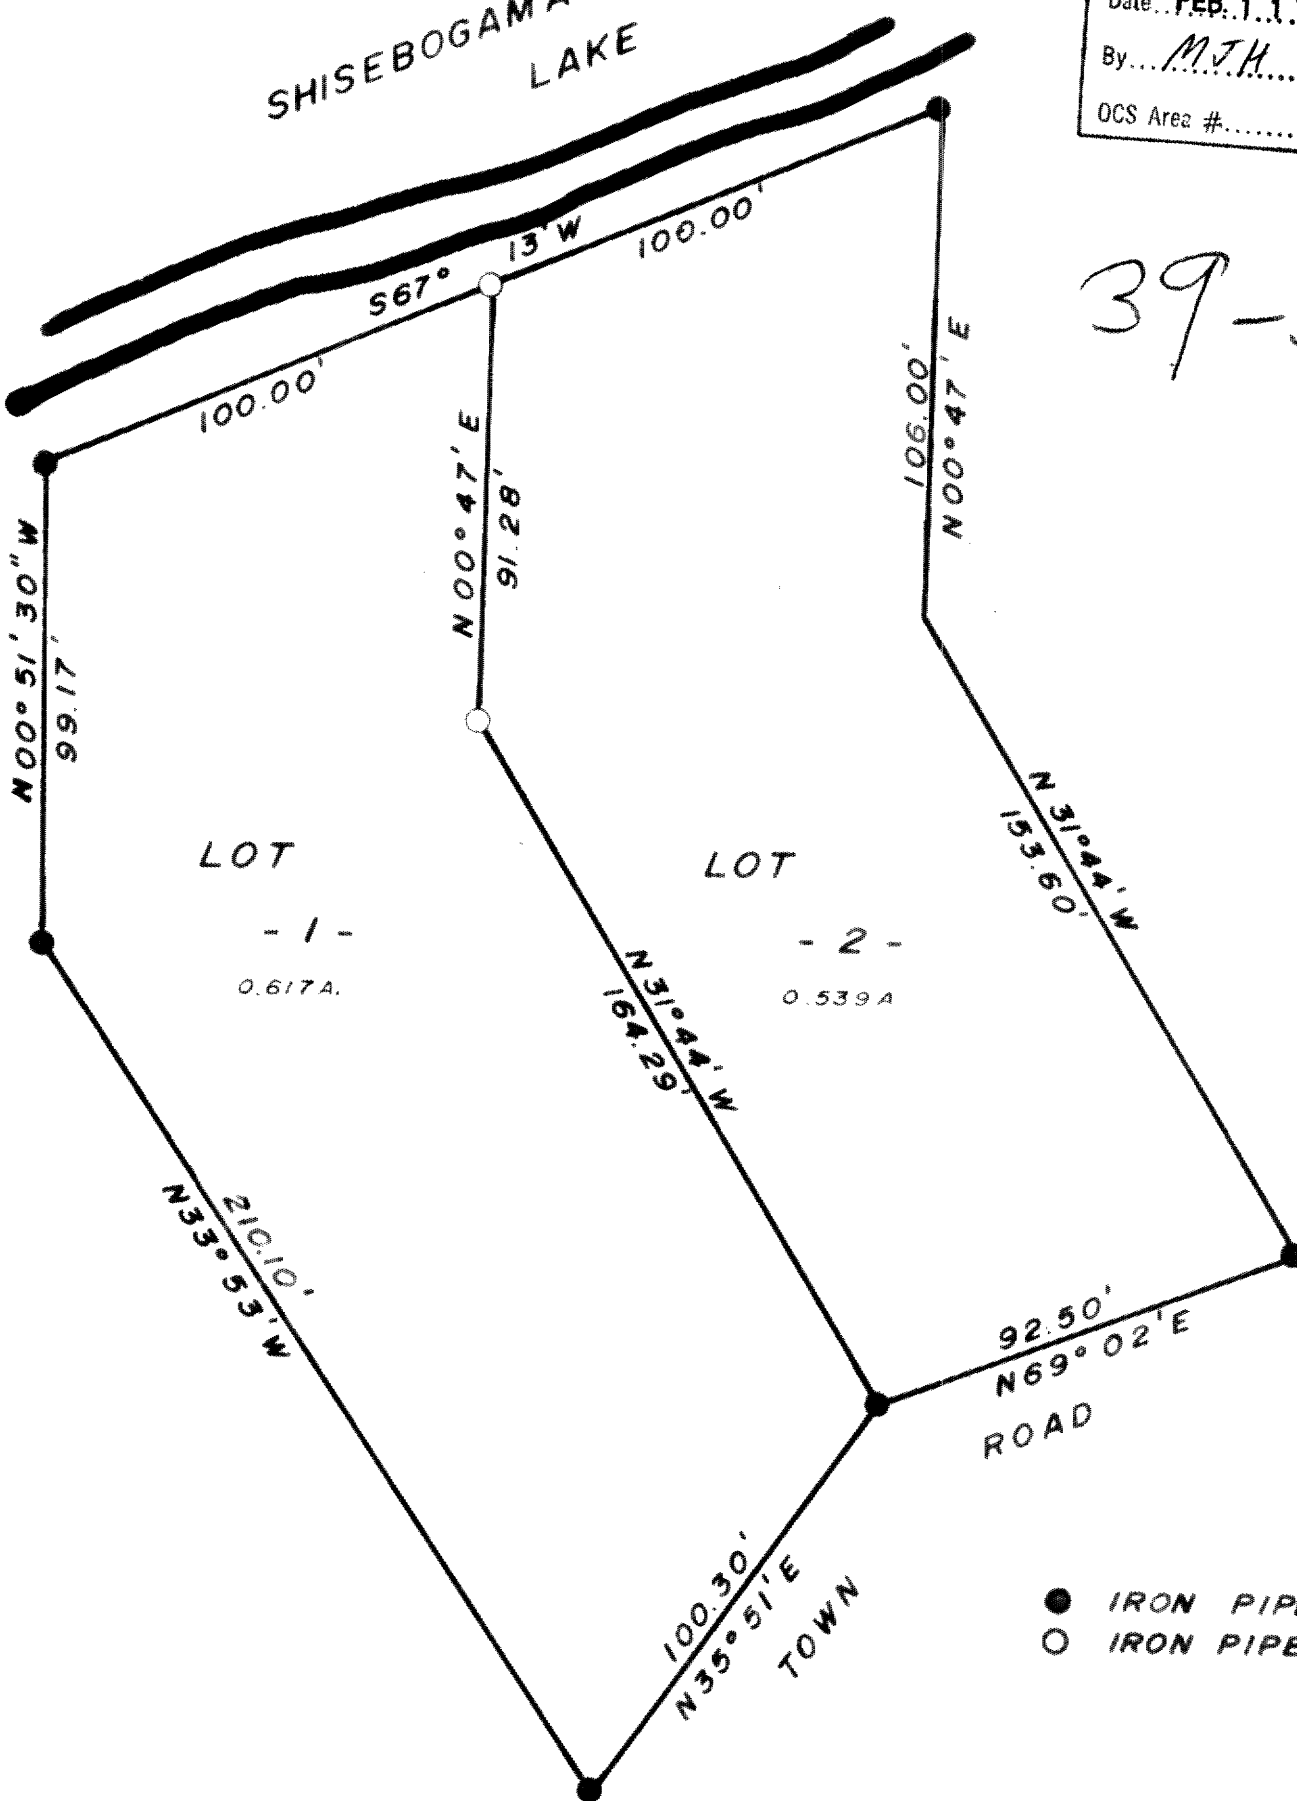 SHISEBOGAMA
LAKE
Date..FEB. 1 1
By... MJH
OCS Area #.......
39-
S67° 13' W
100.00'
100.00'
N00°51'30"W
99.17'
N00°47'E
91.28'
106.00'
N00°47'E
LOT
-1-
0.617A.
LOT
-2-
0.539A
N31°44'W
153.60'
N31°44'W
164.29'
210.10'
N33°53'W
92.50'
N69°02'E
100.30'
N35°51'E
TOWN ROAD
● IRON PIPE
○ IRON PIPE